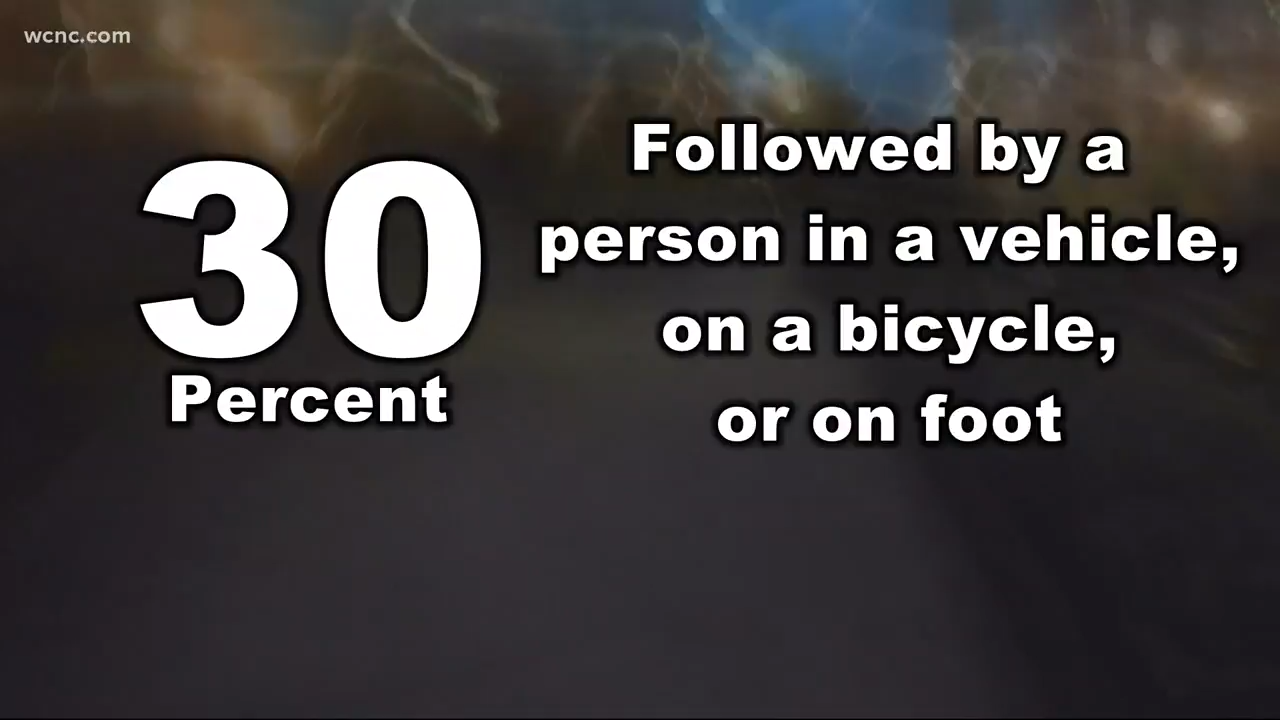 wcnc.com
30
Percent
Followed by a
person in a vehicle,
on a bicycle,
or on foot